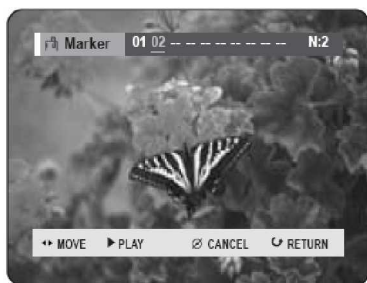 Marker 01 02 -- -- -- -- -- -- -- -- N:2
MOVE PLAY CANCEL RETURN